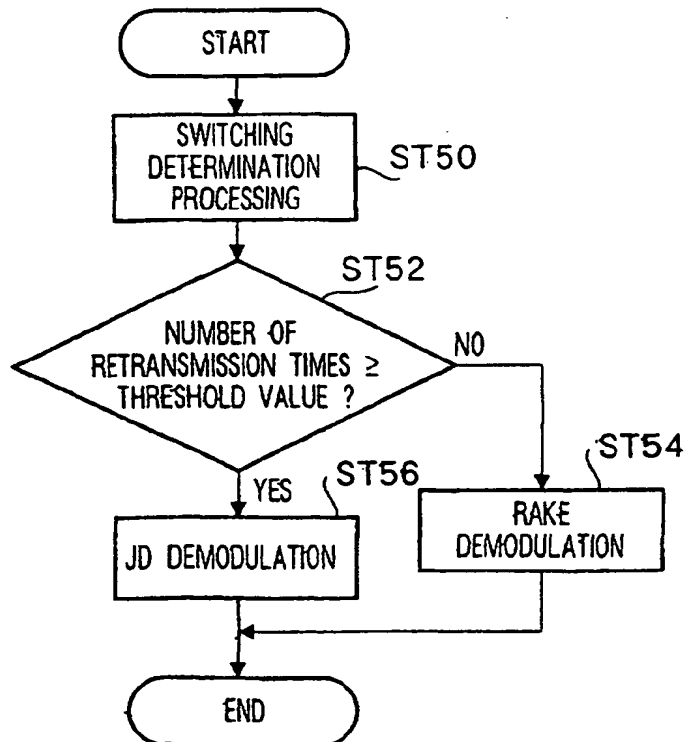 START
SWITCHING
DETERMINATION
PROCESSING
ST50
ST52
NUMBER OF
RETRANSMISSION TIMES ≥
THRESHOLD VALUE ?
NO
YES
ST56
JD DEMODULATION
ST54
RAKE
DEMODULATION
END